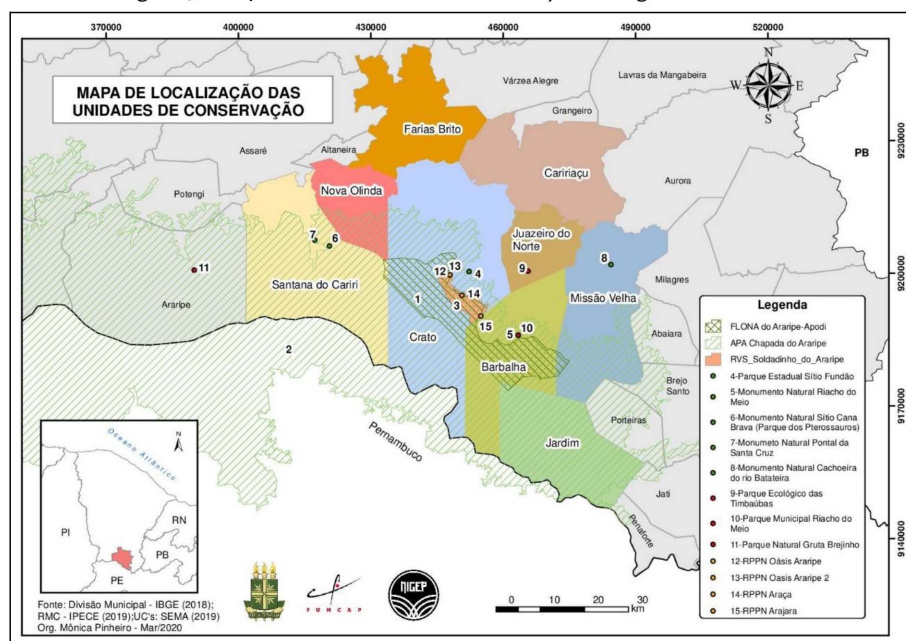 370000 400000 430000 460000 490000 520000
MAPA DE LOCALIZAÇÃO DAS
UNIDADES DE CONSERVAÇÃO
N
W E
S
9230000
9200000
9170000
9140000
Várzea Alegre
Lavras da Mangabeira
Grangeiro
Farias Brito
Assaré
Altaneira
Caririaçu
Aurora
PB
Potengi
Nova Olinda
Juazeiro do
Norte
7
6
8
11
12
13
4
9
Araripe
Santana do Cariri
1
3
14
Missão Velha
Milagres
15
5
10
Abaiara
2
Crato
Barbalha
Brejo
Santo
Porteiras
Pernambuco
Jardim
Jati
Penaforte
Legenda
FLONA do Araripe-Apodi
APA Chapada do Araripe
RVS_Soldadinho_do_Araripe
4-Parque Estadual Sítio Fundão
5-Monumento Natural Riacho do
Meio
6-Monumento Natural Sítio Cana
Brava (Parque dos Pterossauros)
7-Monumeto Natural Pontal da
Santa Cruz
8-Monumento Natural Cachoeira
do rio Batateira
9-Parque Ecológico das
Timbaúbas
10-Parque Municipal Riacho do
Meio
11-Parque Natural Gruta Brejinho
12-RPPN Oásis Araripe
13-RPPN Oasis Araripe 2
14-RPPN Araça
15-RPPN Arajara
Oceano Atlântico
N
PI
RN
PB
PE
FUNCAP
NIGEP
0 5 10 20 30
km
Fonte: Divisão Municipal - IBGE (2018);
RMC - IPECE (2019);UC's: SEMA (2019)
Org. Mônica Pinheiro - Mar/2020